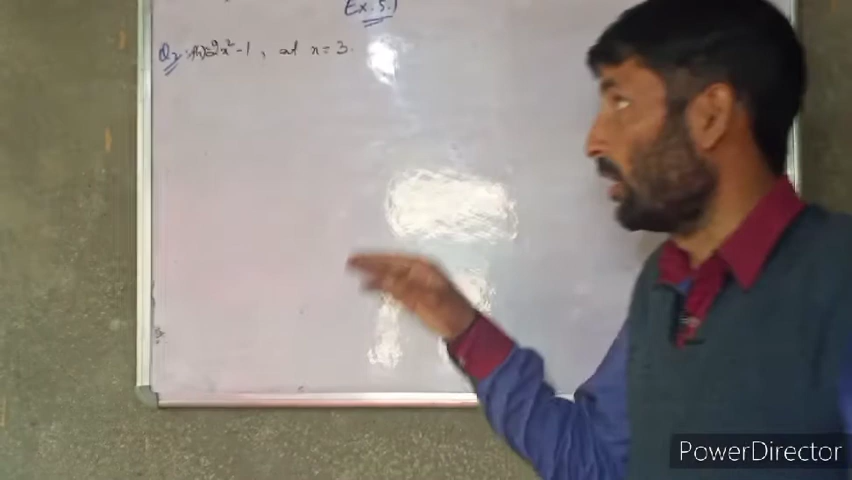 Ex. 5.1
Q2: f(x)=2x²-1, at x = 3.
PowerDirector